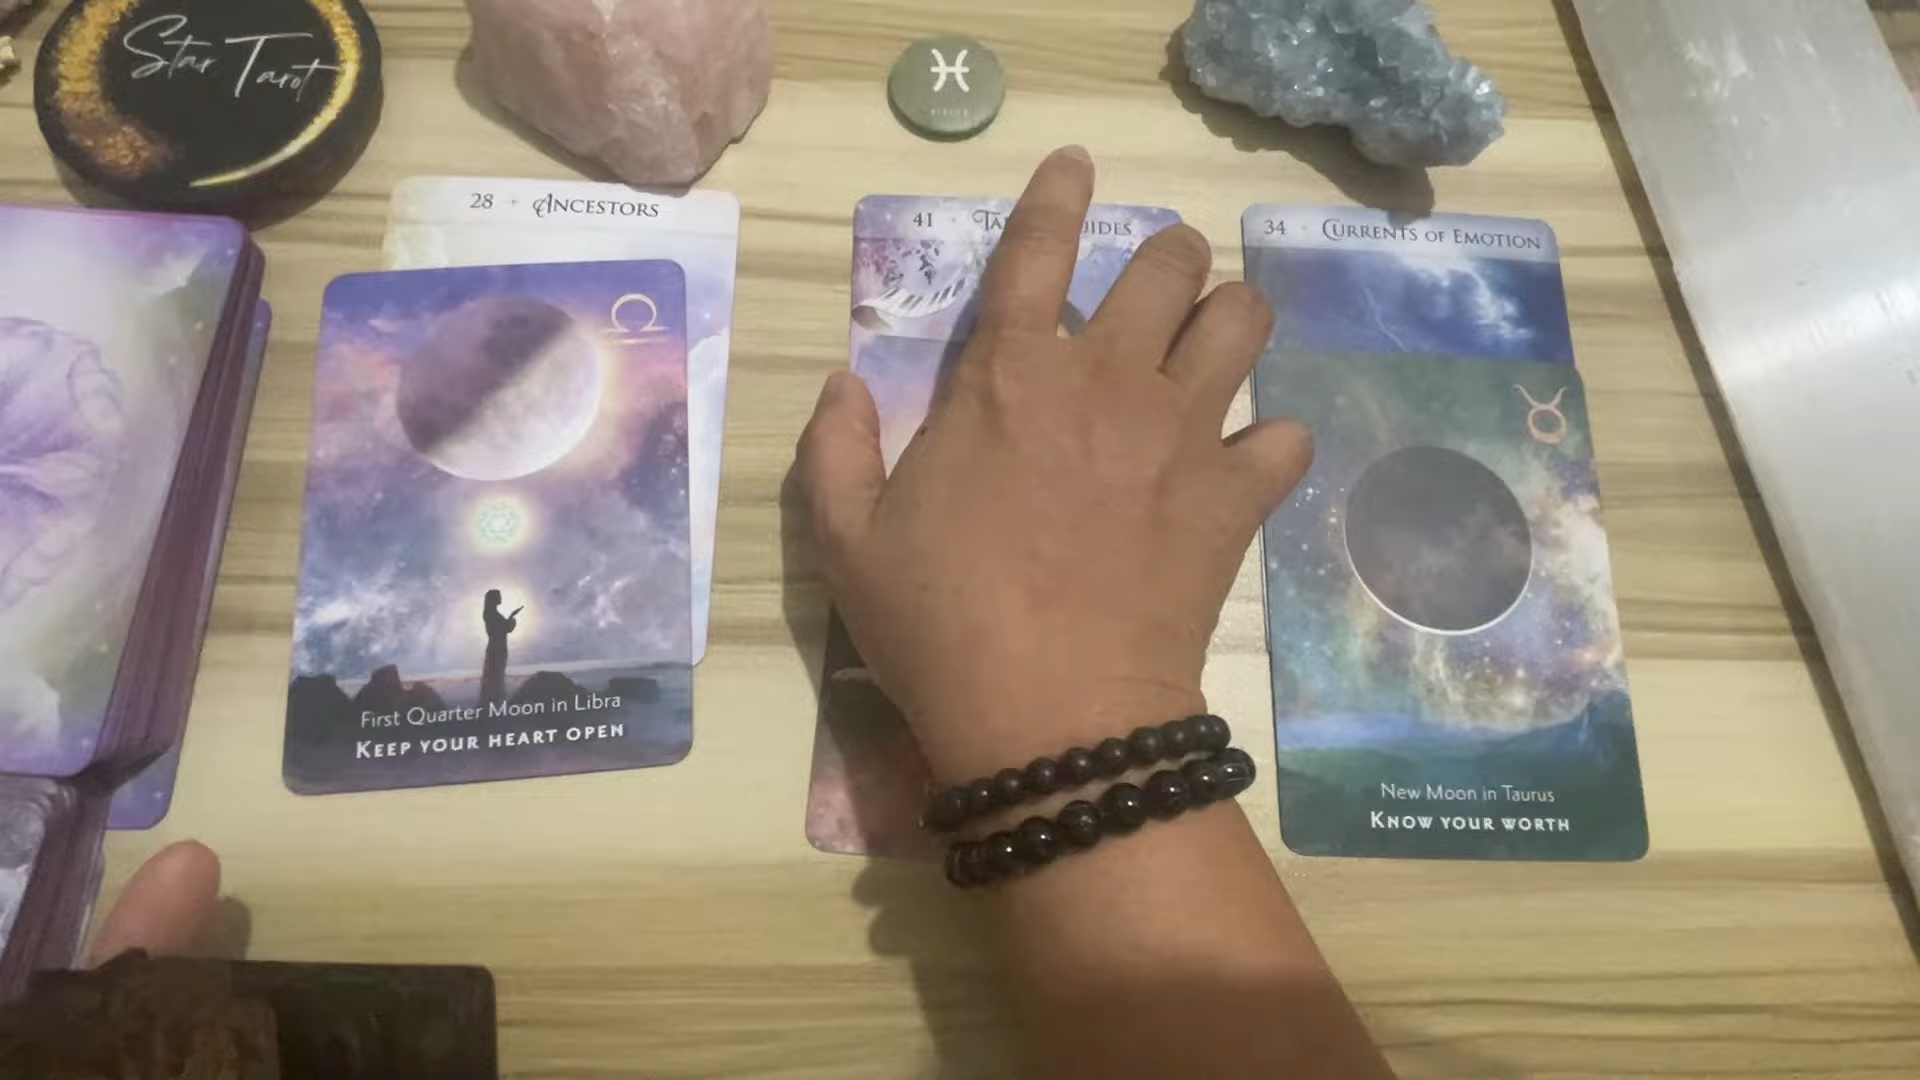 Star Tarot
28 ANCESTORS
41
34 CURRENTS OF EMOTION
First Quarter Moon in Libra
KEEP YOUR HEART OPEN
New Moon in Taurus
KNOW YOUR WORTH